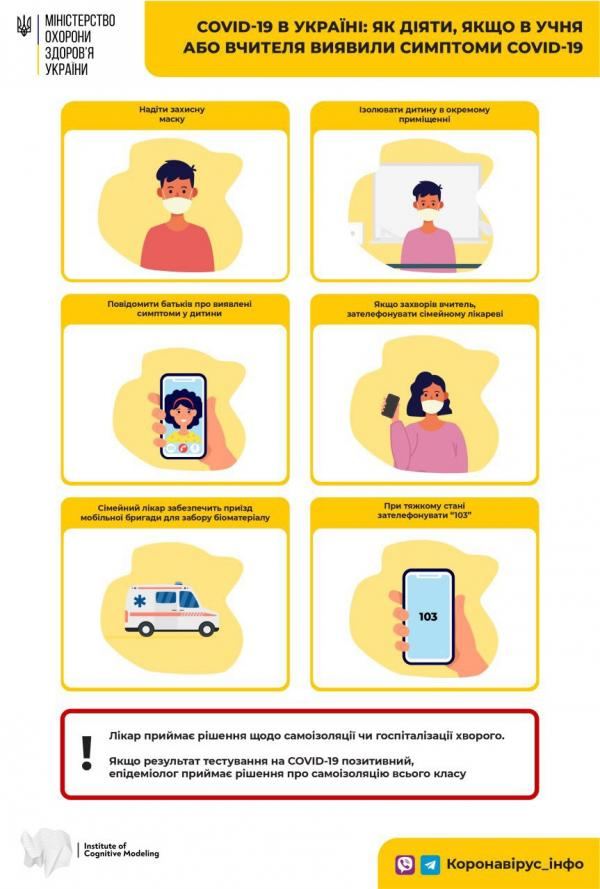 МІНІСТЕРСТВО
ОХОРОНИ
ЗДОРОВ'Я
УКРАЇНИ
COVID-19 В УКРАЇНІ: ЯК ДІЯТИ, ЯКЩО В УЧНЯ
АБО ВЧИТЕЛЯ ВИЯВИЛИ СИМПТОМИ COVID-19
Надіти захисну
маску
Ізолювати дитину в окремому
приміщенні
Повідомити батьків про виявлені
симптоми у дитини
Якщо захворів вчитель,
зателефонувати сімейному лікареві
Сімейний лікар забезпечить приїзд
мобільної бригади для забору біоматеріалу
При тяжкому стані
зателефонувати "103"
103
! Лікар приймає рішення щодо самоізоляції чи госпіталізації хворого.
Якщо результат тестування на COVID-19 позитивний,
епідеміолог приймає рішення про самоізоляцію всього класу
Institute of
Cognitive Modeling
Коронавірус_інфо